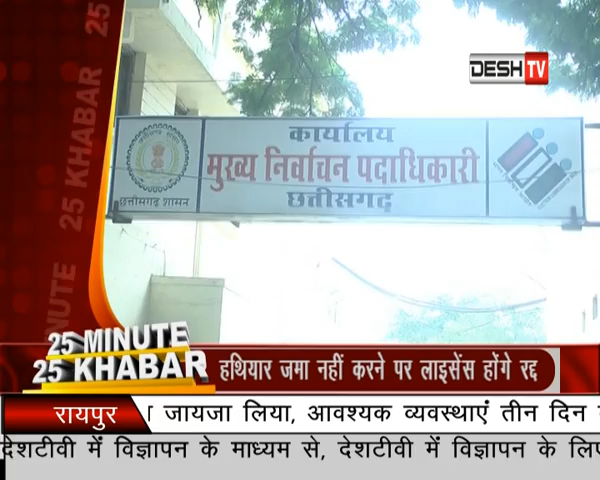 DESH TV
कार्यालय
मुख्य निर्वाचन पदाधिकारी
छत्तीसगढ़
छत्तीसगढ़ शासन
25 KHABAR
25 KHABAR
MINUTE
25 MINUTE
25 KHABAR
हथियार जमा नहीं करने पर लाइसेंस होंगे रद्द
रायपुर
जायजा लिया, आवश्यक व्यवस्थाएं तीन दिन
देशटीवी में विज्ञापन के माध्यम से, देशटीवी में विज्ञापन के लिए